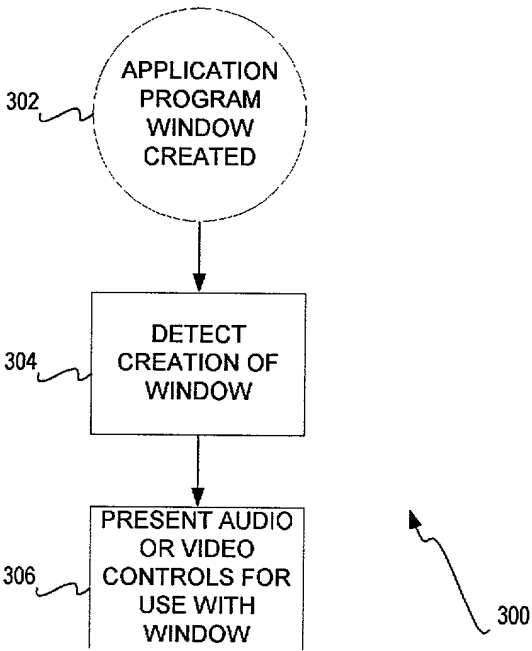 APPLICATION
PROGRAM
WINDOW
CREATED
302
DETECT
CREATION OF
WINDOW
304
PRESENT AUDIO
OR VIDEO
CONTROLS FOR
USE WITH
WINDOW
306
300